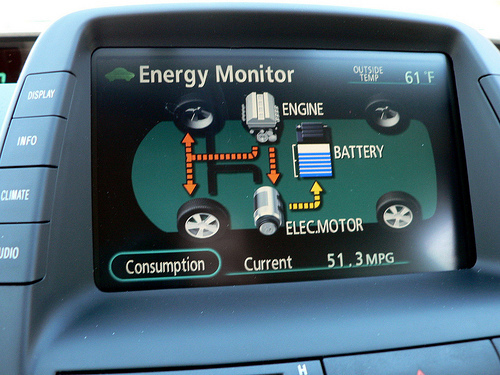 Energy Monitor
OUTSIDE TEMP 61°F
DISPLAY
INFO
CLIMATE
UDIO
ENGINE
BATTERY
ELEC.MOTOR
Consumption
Current 51.3 MPG
H